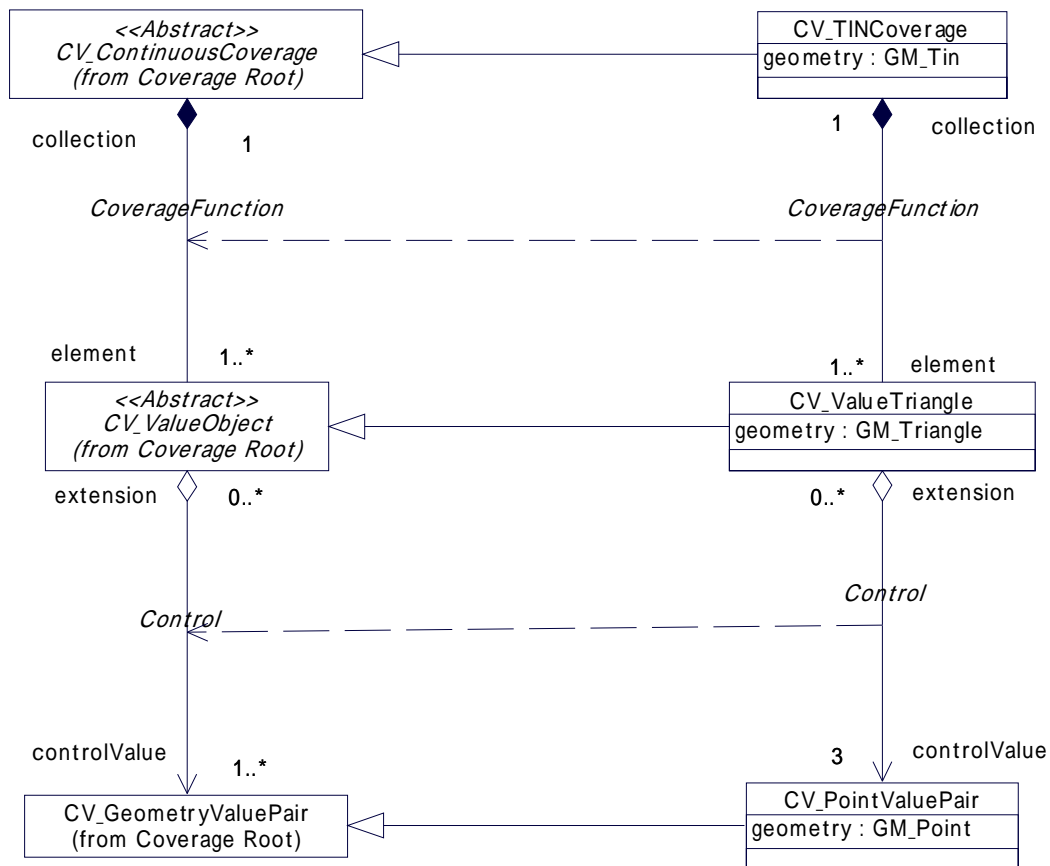 <<Abstract>>
CV_ContinuousCoverage
(from Coverage Root)
CV_TINCoverage
geometry : GM_Tin
collection
1
1
collection
CoverageFunction
CoverageFunction
element
1..*
1..*
element
<<Abstract>>
CV_ValueObject
(from Coverage Root)
CV_ValueTriangle
geometry : GM_Triangle
extension
0..*
0..*
extension
Control
Control
controlValue
1..*
3
controlValue
CV_GeometryValuePair
(from Coverage Root)
CV_PointValuePair
geometry : GM_Point